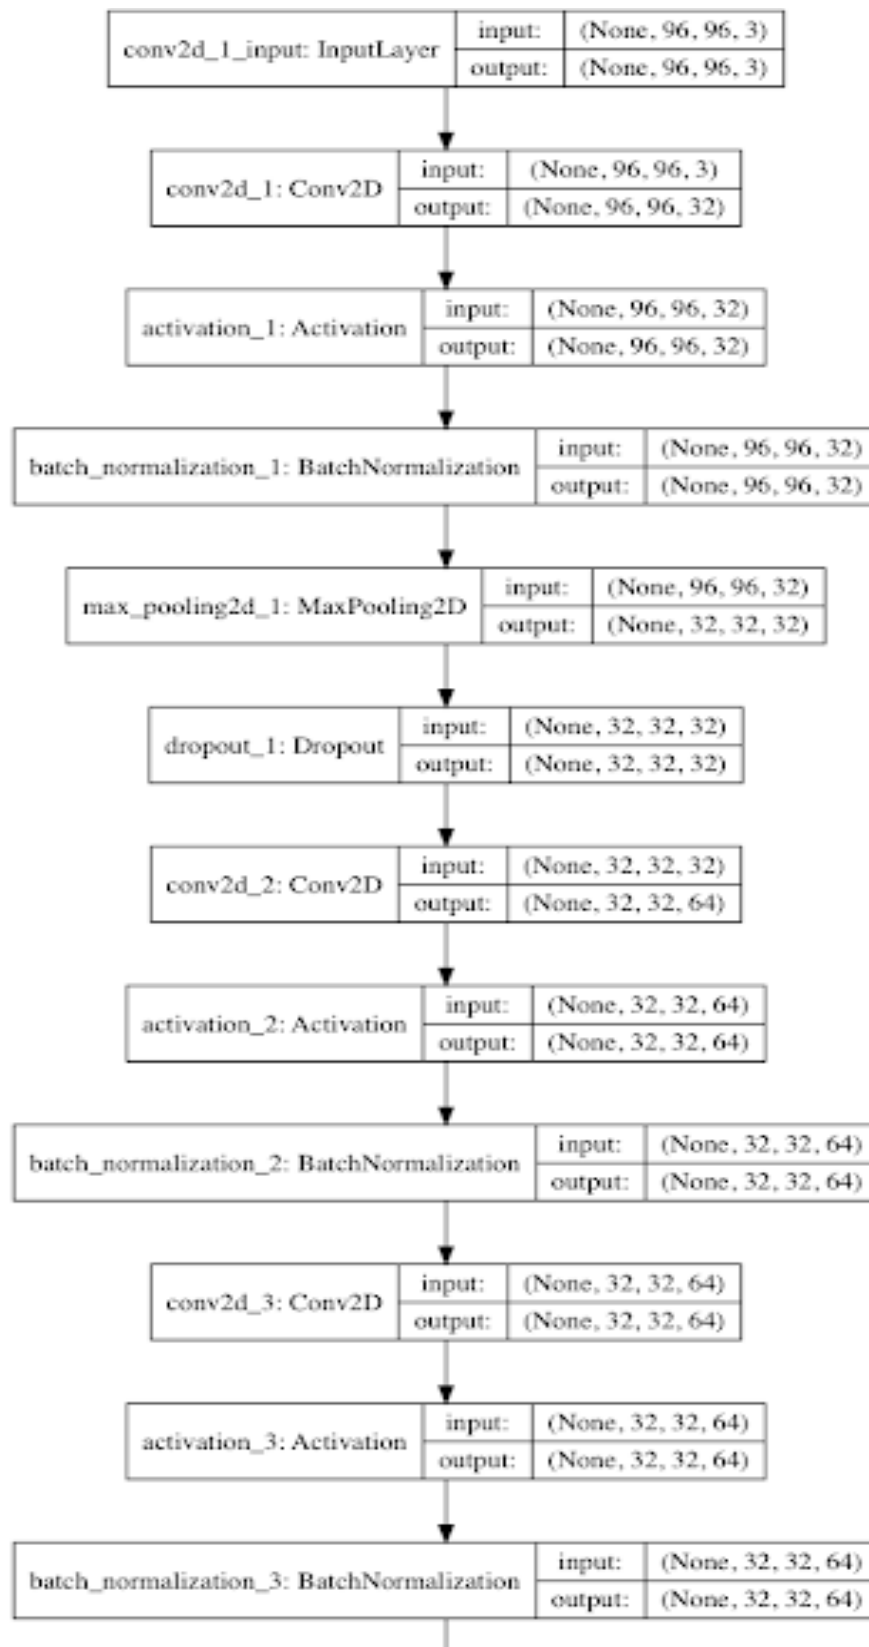 conv2d_1_input: InputLayer
input: (None, 96, 96, 3)
output: (None, 96, 96, 3)
conv2d_1: Conv2D
input: (None, 96, 96, 3)
output: (None, 96, 96, 32)
activation_1: Activation
input: (None, 96, 96, 32)
output: (None, 96, 96, 32)
batch_normalization_1: BatchNormalization
input: (None, 96, 96, 32)
output: (None, 96, 96, 32)
max_pooling2d_1: MaxPooling2D
input: (None, 96, 96, 32)
output: (None, 32, 32, 32)
dropout_1: Dropout
input: (None, 32, 32, 32)
output: (None, 32, 32, 32)
conv2d_2: Conv2D
input: (None, 32, 32, 32)
output: (None, 32, 32, 64)
activation_2: Activation
input: (None, 32, 32, 64)
output: (None, 32, 32, 64)
batch_normalization_2: BatchNormalization
input: (None, 32, 32, 64)
output: (None, 32, 32, 64)
conv2d_3: Conv2D
input: (None, 32, 32, 64)
output: (None, 32, 32, 64)
activation_3: Activation
input: (None, 32, 32, 64)
output: (None, 32, 32, 64)
batch_normalization_3: BatchNormalization
input: (None, 32, 32, 64)
output: (None, 32, 32, 64)